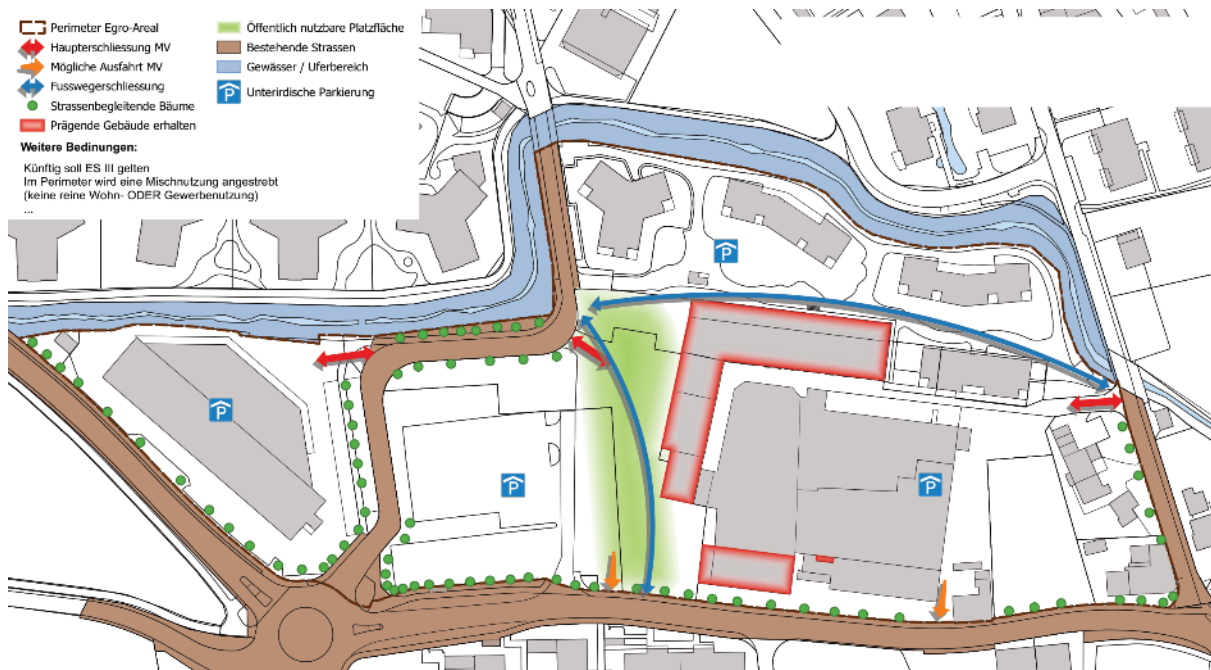 Perimeter Egro-Areal
Haupterschliessung MV
Mögliche Ausfahrt MV
Fusswegerschliessung
Strassenbegleitende Bäume
Prägende Gebäude erhalten
Öffentlich nutzbare Platzfläche
Bestehende Strassen
Gewässer / Uferbereich
P Unterirdische Parkierung
Weitere Bedinungen:
Künftig soll ES III gelten
Im Perimeter wird eine Mischnutzung angestrebt
(keine reine Wohn- ODER Gewerbenutzung)
...
P
P
P
P